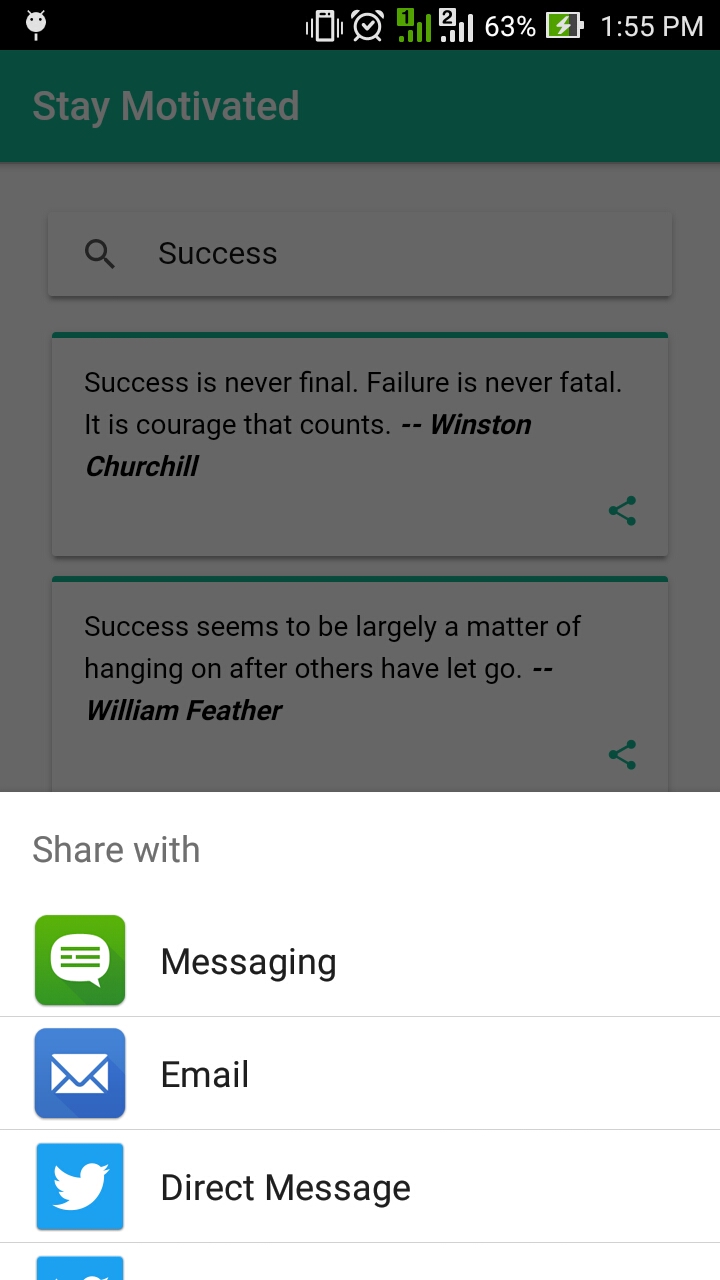 1 2 63% 1:55 PM
Stay Motivated
Success
Success is never final. Failure is never fatal.
It is courage that counts. -- Winston
Churchill
Success seems to be largely a matter of
hanging on after others have let go. --
William Feather
Share with
Messaging
Email
Direct Message